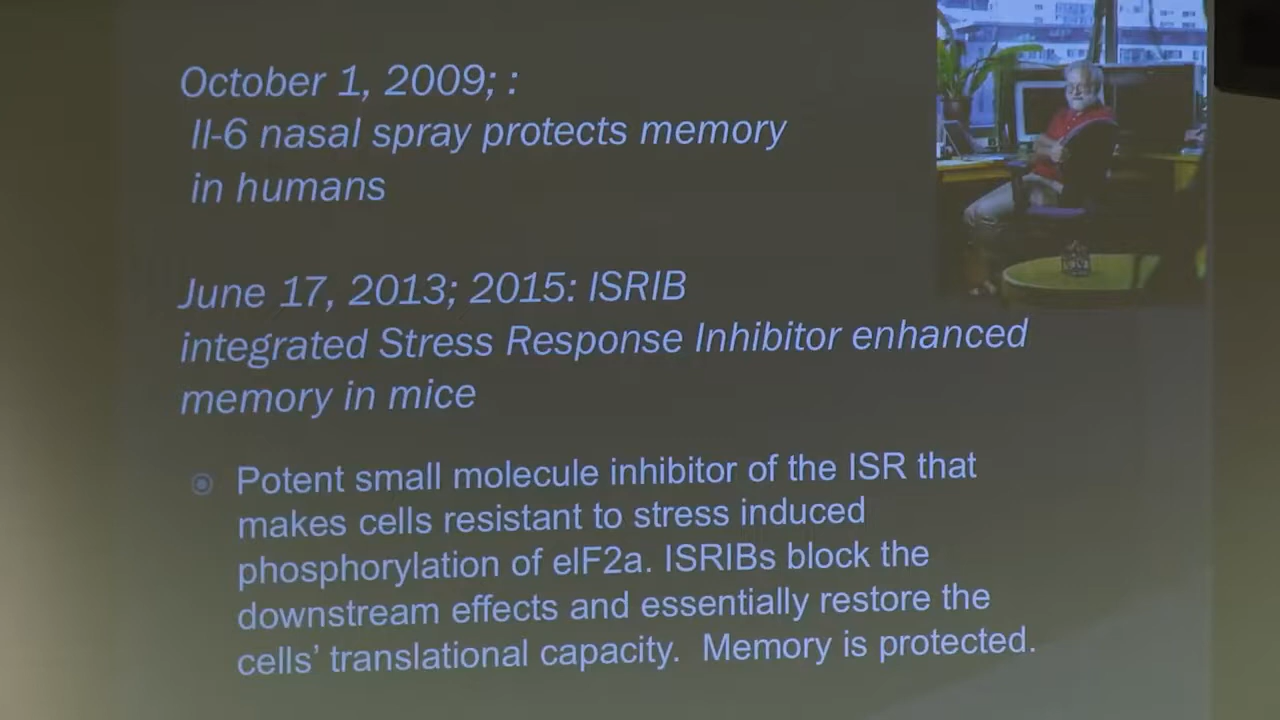 October 1, 2009; :
Il-6 nasal spray protects memory
in humans
June 17, 2013; 2015: ISRIB
integrated Stress Response Inhibitor enhanced
memory in mice
Potent small molecule inhibitor of the ISR that
makes cells resistant to stress induced
phosphorylation of eIF2a. ISRIBs block the
downstream effects and essentially restore the
cells' translational capacity. Memory is protected.